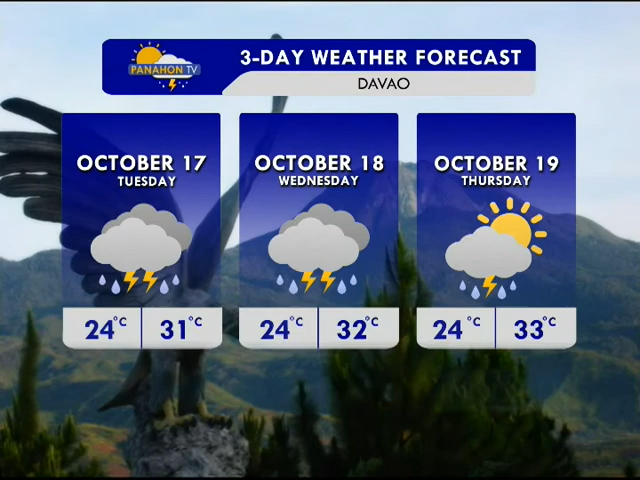 PANAHON TV
3-DAY WEATHER FORECAST
DAVAO
OCTOBER 17
TUESDAY
24°C 31°C
OCTOBER 18
WEDNESDAY
24°C 32°C
OCTOBER 19
THURSDAY
24°C 33°C